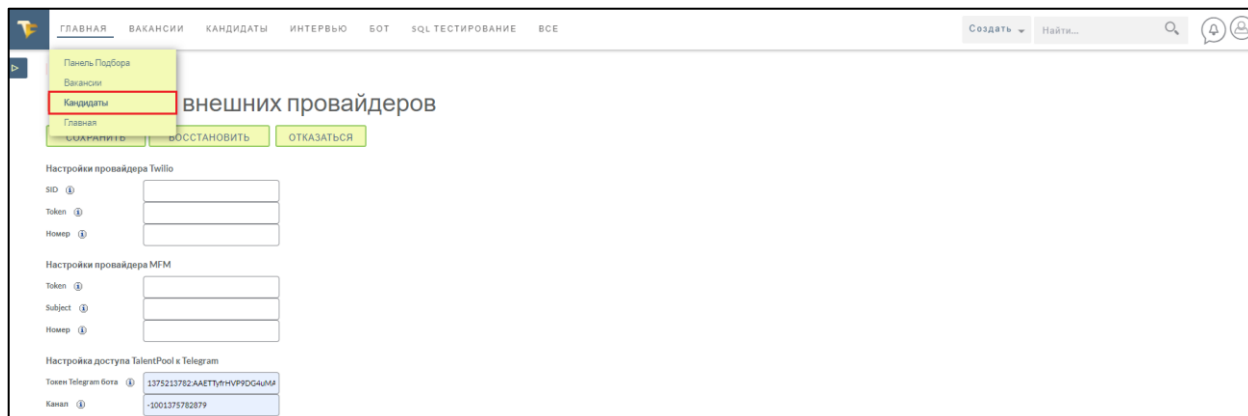 ГЛАВНАЯ ВАКАНСИИ КАНДИДАТЫ ИНТЕРВЬЮ БОТ SQL ТЕСТИРОВАНИЕ ВСЕ Создать Найти...
Панель Подбора
Вакансии
Кандидаты
внешних провайдеров
Главная
СОХРАНИТЬ ВОССТАНОВИТЬ ОТКАЗАТЬСЯ
Настройки провайдера Twilio
SID
Token
Номер
Настройки провайдера MFM
Token
Subject
Номер
Настройка доступа TalentPool к Telegram
Токен Telegram бота 1375213782:AAETTyfrHVP9DG4uMA
Канал -1001375782879